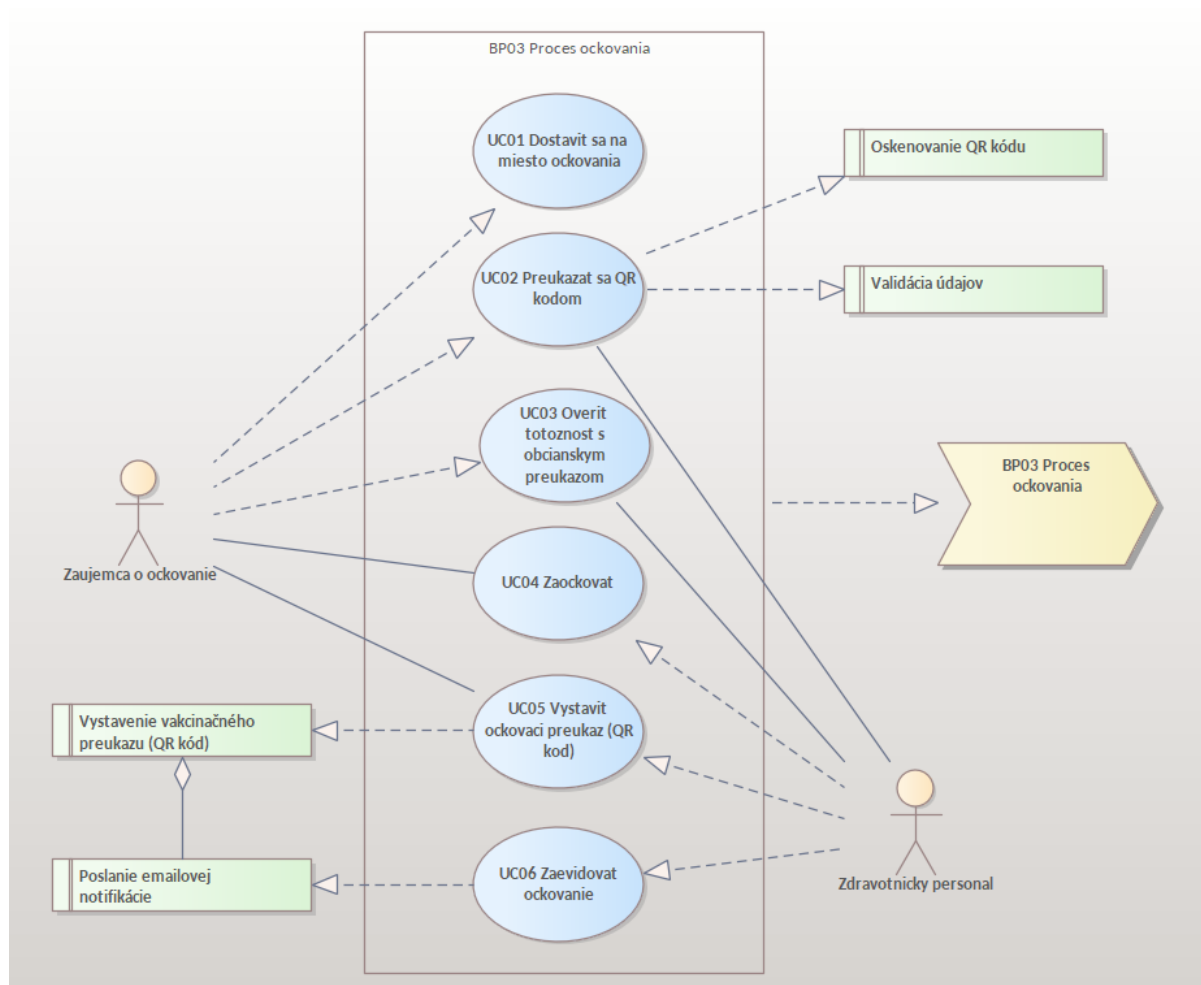 BP03 Proces ockovania
UC01 Dostavit sa na
miesto ockovania
Oskenovanie QR kódu
UC02 Preukazat sa QR
kodom
Validácia údajov
UC03 Overit
totoznost s
obcianskym
preukazom
BP03 Proces
ockovania
Zaujemca o ockovanie
UC04 Zaockovat
Vystavenie vakcinačného
preukazu (QR kód)
UC05 Vystavit
ockovaci preukaz (QR
kod)
Poslanie emailovej
notifikácie
UC06 Zaevidovat
ockovanie
Zdravotnicky personal